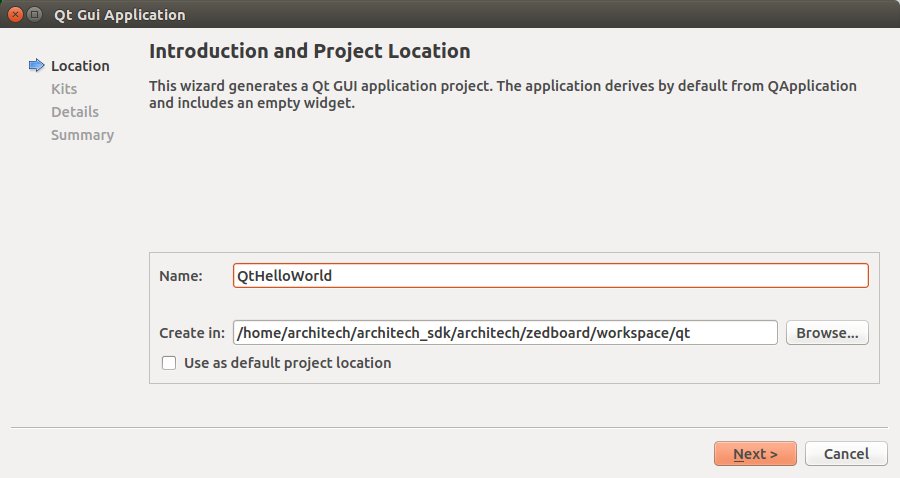 Qt Gui Application
Location
Kits
Details
Summary
Introduction and Project Location
This wizard generates a Qt GUI application project. The application derives by default from QApplication
and includes an empty widget.
Name: QtHelloWorld
Create in: /home/architech/architech_sdk/architech/zedboard/workspace/qt Browse...
Use as default project location
Next > Cancel